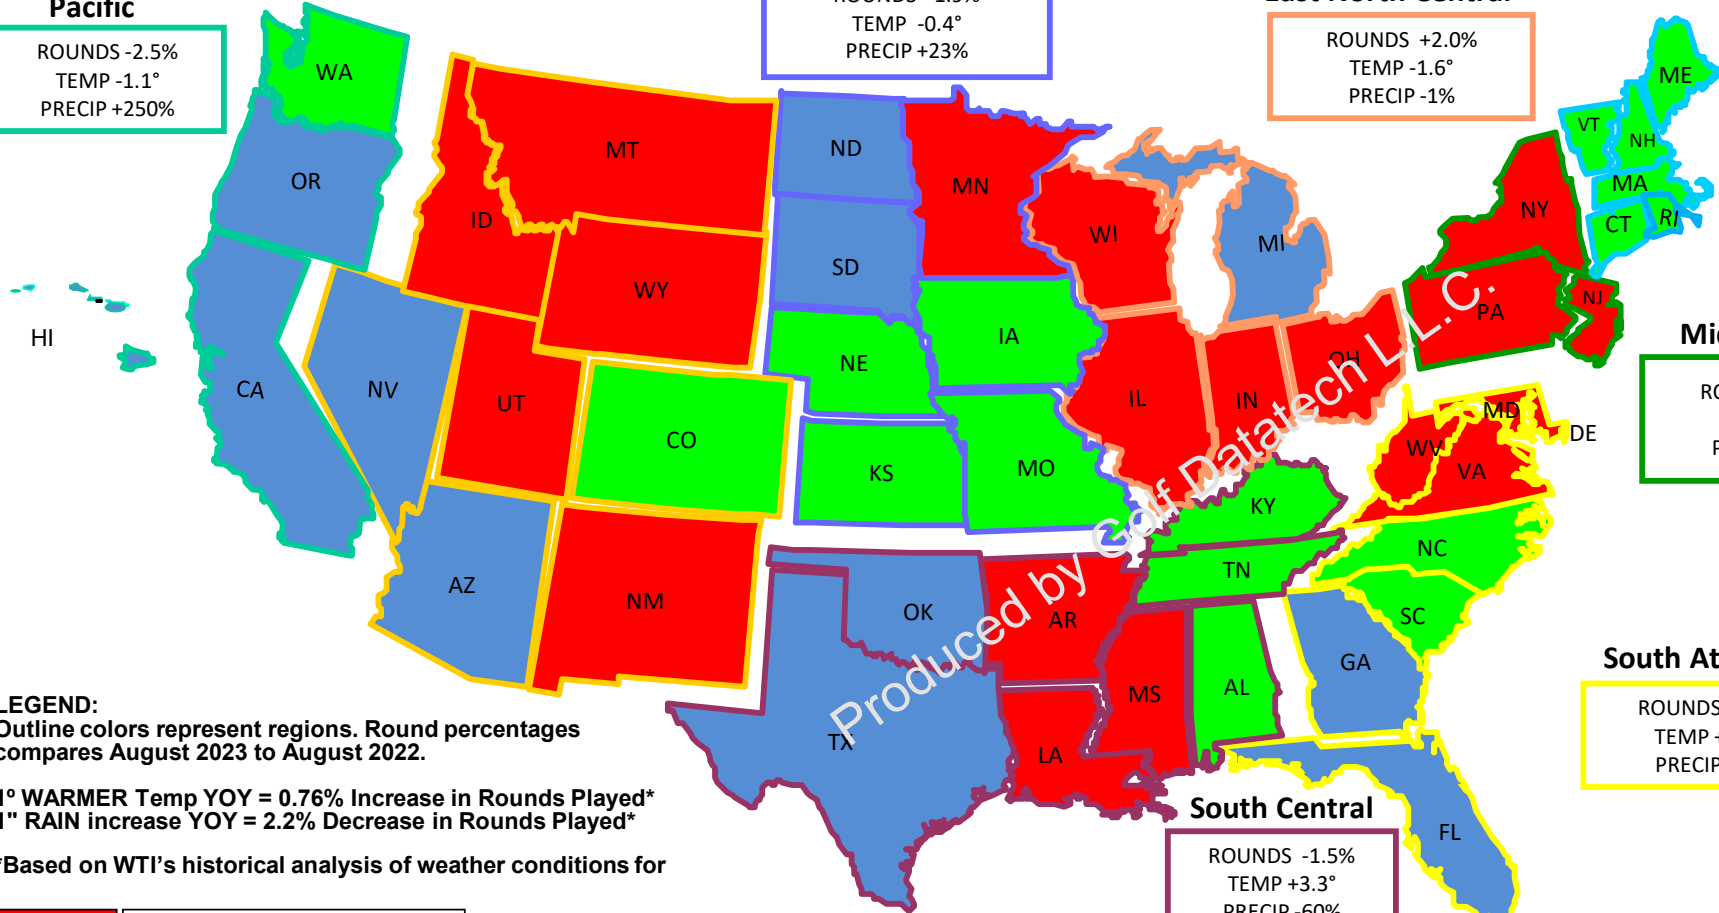 Pacific
ROUNDS -2.5%
TEMP -1.1°
PRECIP +250%
TEMP -0.4°
PRECIP +23%
ROUNDS +2.0%
TEMP -1.6°
PRECIP -1%
WA
OR
CA
HI
ID
MT
WY
NV
UT
CO
AZ
NM
ND
SD
NE
KS
MN
IA
MO
WI
MI
IL
IN
OH
KY
TN
OK
AR
TX
LA
MS
AL
ME
VT
NH
MA
CT
RI
NY
PA
NJ
MD
DE
WV
VA
NC
SC
GA
FL
Produced by Golf Datatech L.L.C.
South At
ROUNDS
TEMP +
PRECIP
South Central
ROUNDS -1.5%
TEMP +3.3°
PRECIP -60%
LEGEND:
Outline colors represent regions. Round percentages
compares August 2023 to August 2022.
1º WARMER Temp YOY = 0.76% Increase in Rounds Played*
1" RAIN increase YOY = 2.2% Decrease in Rounds Played*
*Based on WTI's historical analysis of weather conditions for